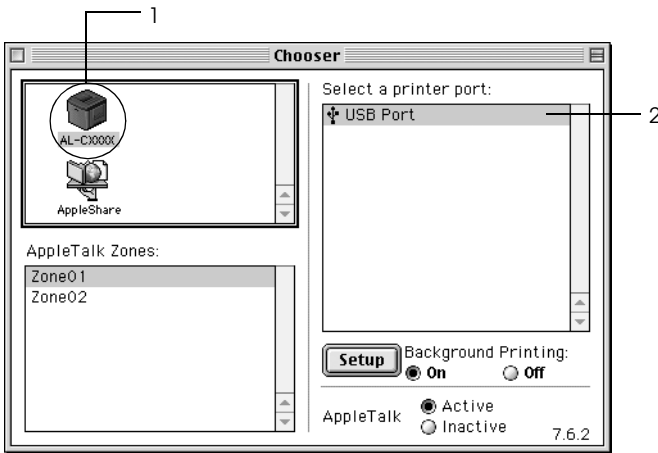 1
Chooser
AL-CXXXX
AppleShare
Select a printer port:
USB Port
2
AppleTalk Zones:
Zone01
Zone02
Setup
Background Printing:
On Off
AppleTalk
Active
Inactive
7.6.2